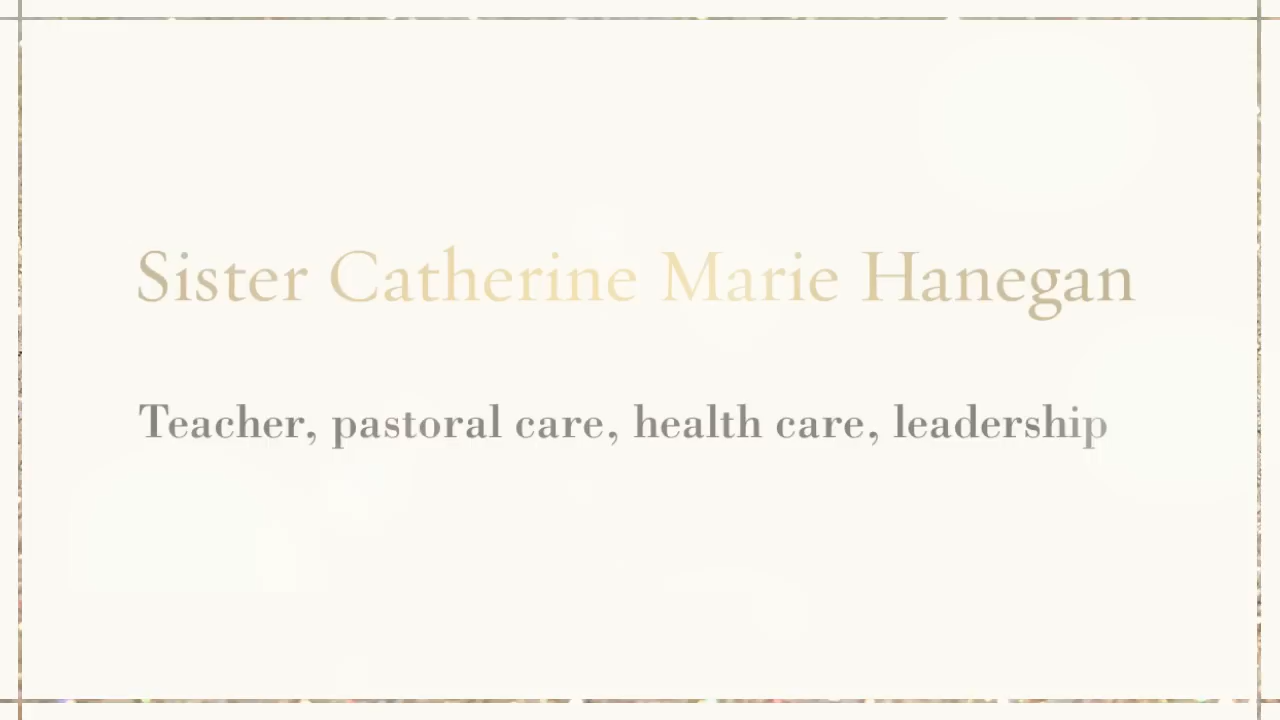 Sister Catherine Marie Hanegan
Teacher, pastoral care, health care, leadership